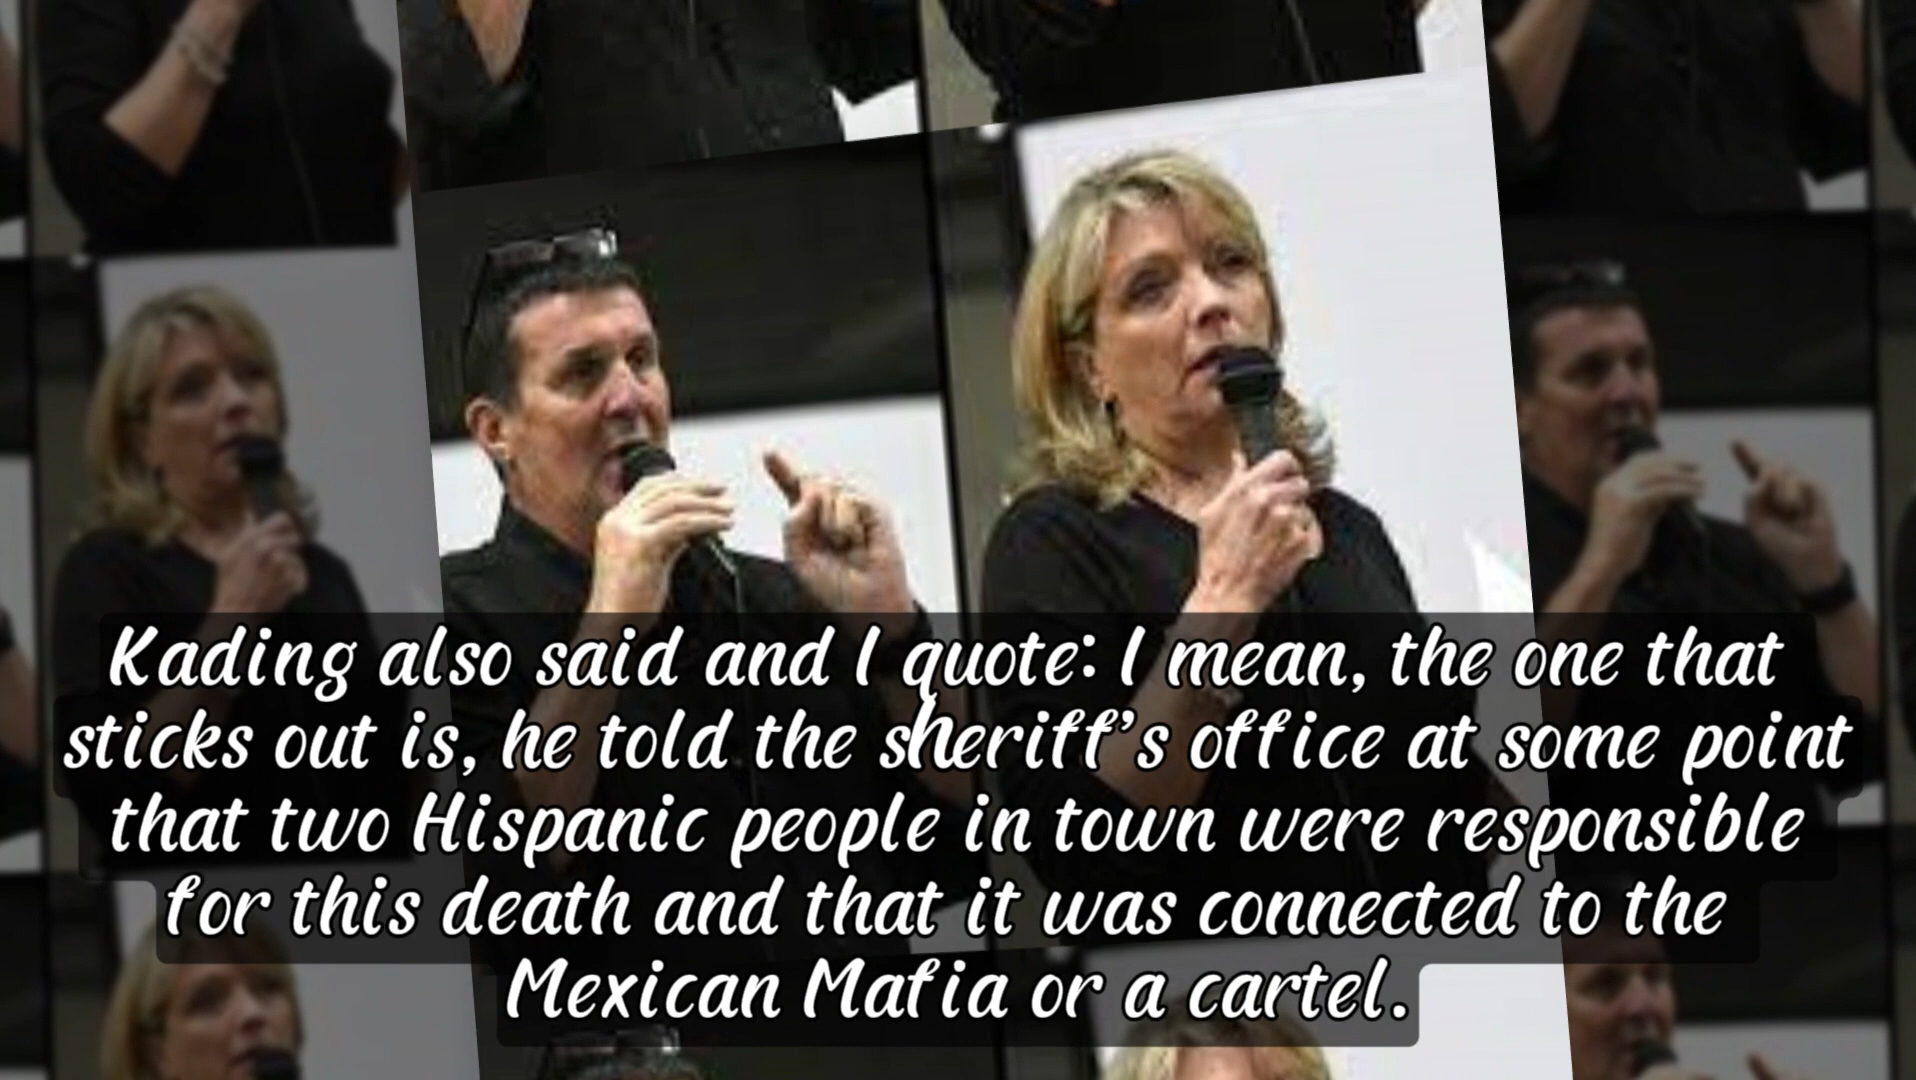 Kading also said and I quote: I mean, the one that
sticks out is, he told the sheriff’s office at some point
that two Hispanic people in town were responsible
for this death and that it was connected to the
Mexican Mafia or a cartel.